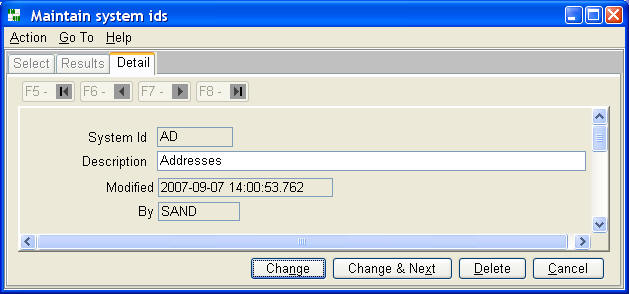 Maintain system ids
Action Go To Help
Select Results Detail
F5 - F6 - F7 - F8 -
System Id AD
Description Addresses
Modified 2007-09-07 14:00:53.762
By SAND
Change Change & Next Delete Cancel